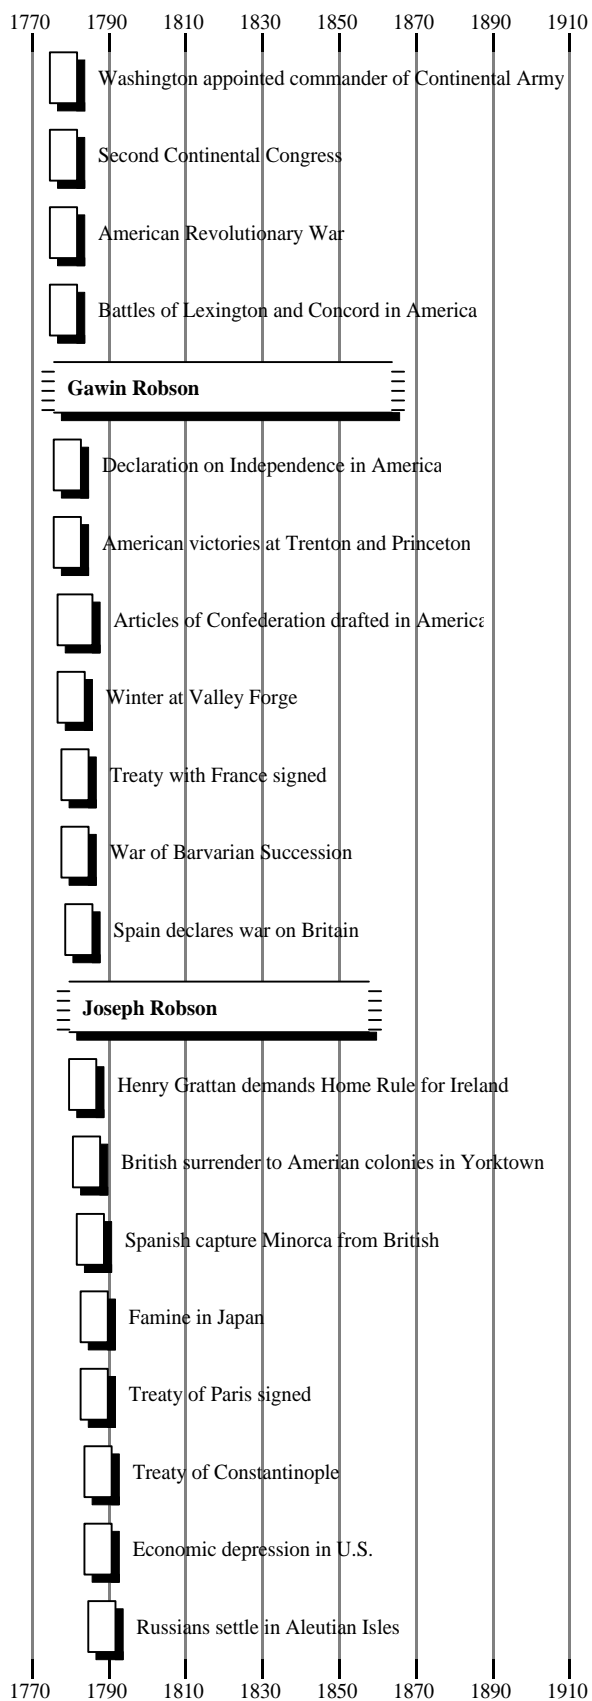 1770 1790 1810 1830 1850 1870 1890 1910
Washington appointed commander of Continental Army
Second Continental Congress
American Revolutionary War
Battles of Lexington and Concord in America
Gawin Robson
Declaration on Independence in America
American victories at Trenton and Princeton
Articles of Confederation drafted in America
Winter at Valley Forge
Treaty with France signed
War of Barvarian Succession
Spain declares war on Britain
Joseph Robson
Henry Grattan demands Home Rule for Ireland
British surrender to Amerian colonies in Yorktown
Spanish capture Minorca from British
Famine in Japan
Treaty of Paris signed
Treaty of Constantinople
Economic depression in U.S.
Russians settle in Aleutian Isles
1770 1790 1810 1830 1850 1870 1890 1910